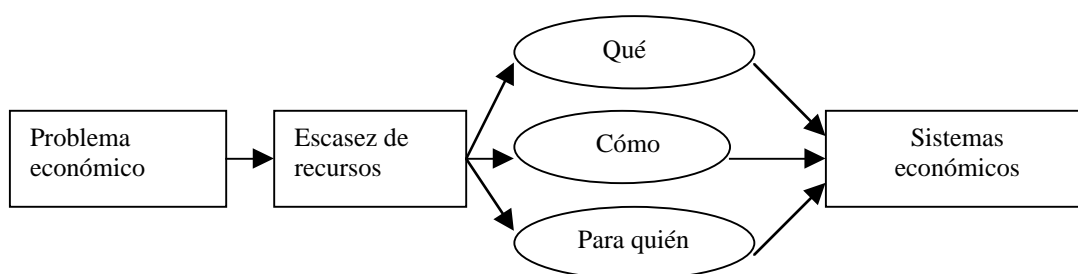 Problema
económico
Escasez de
recursos
Qué
Cómo
Para quién
Sistemas
económicos